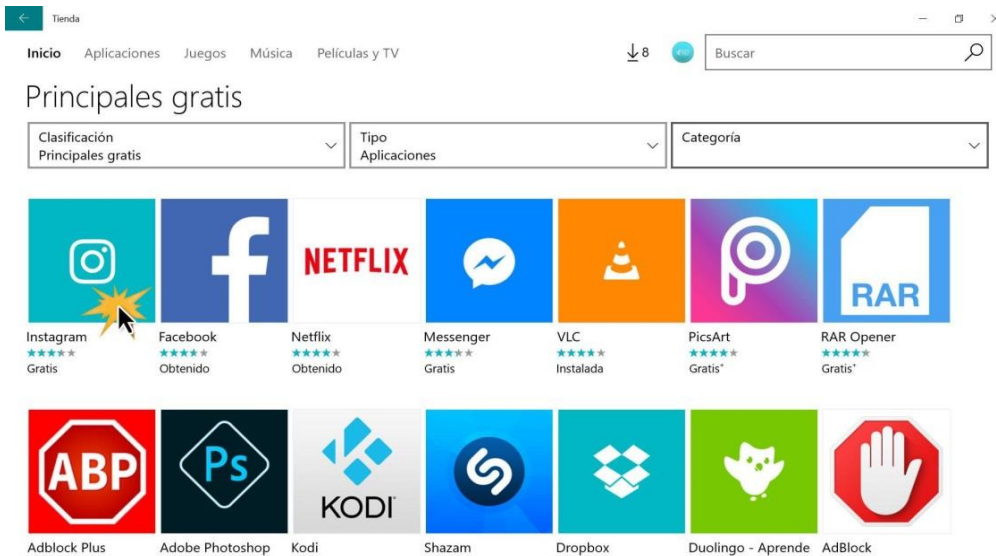 Tienda
Inicio Aplicaciones Juegos Música Películas y TV 8 Buscar
Principales gratis
Clasificación Tipo Categoría
Principales gratis Aplicaciones
NETFLIX
RAR
Instagram Facebook Netflix Messenger VLC PicsArt RAR Opener
Gratis Obtenido Obtenido Gratis Instalada Gratis* Gratis*
ABP Ps KODI
Adblock Plus Adobe Photoshop Kodi Shazam Dropbox Duolingo - Aprende AdBlock